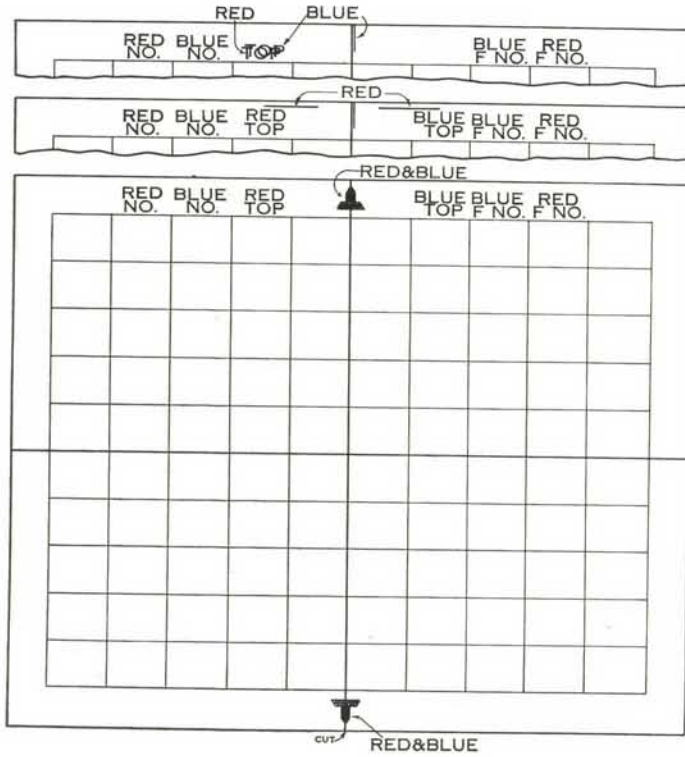 RED BLUE
RED BLUE TOP BLUE RED
NO. NO. F NO. F NO.
RED
RED BLUE RED BLUE BLUE RED
NO. NO. TOP TOP F NO. F NO.
RED&BLUE
RED BLUE RED BLUE BLUE RED
NO. NO. TOP TOP F NO. F NO.
CUT RED&BLUE